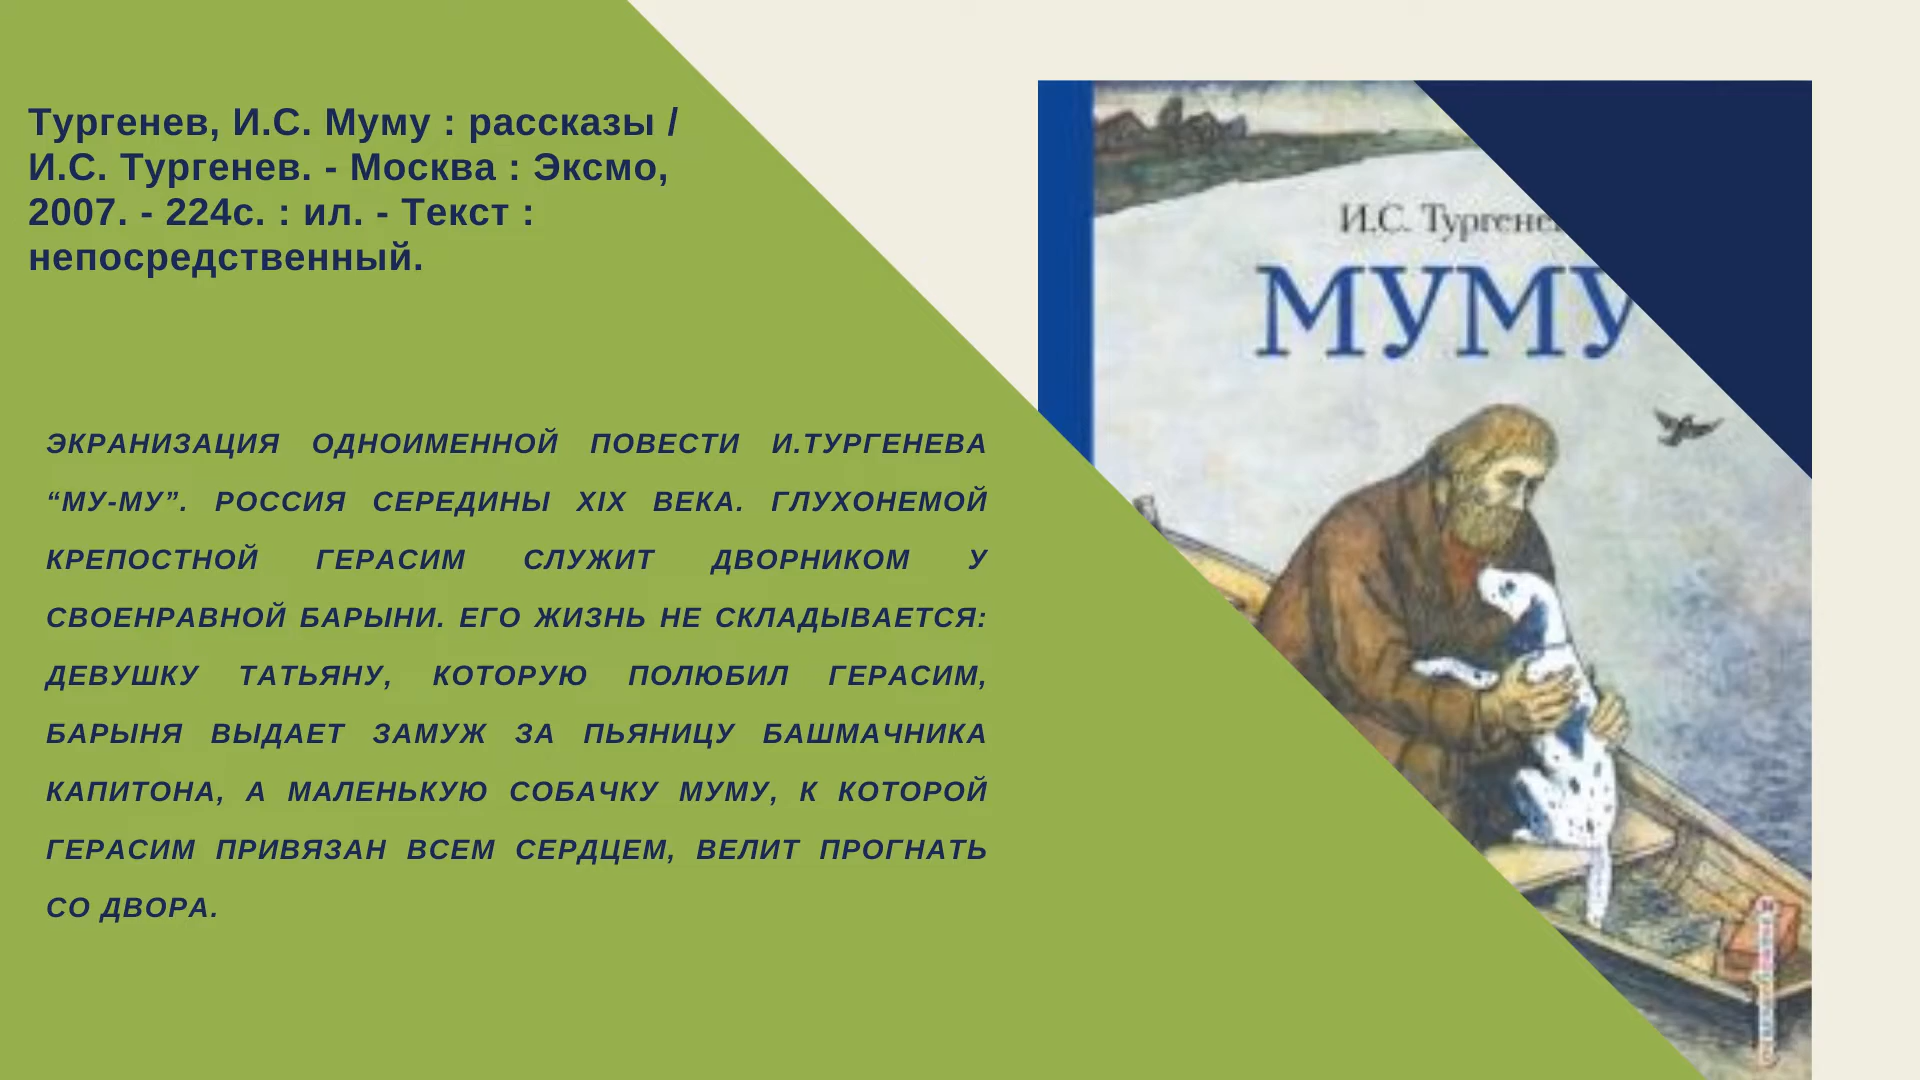 Тургенев, И.С. Муму : рассказы /
И.С. Тургенев. - Москва : Эксмо,
2007. - 224с. : ил. - Текст :
непосредственный.
ЭКРАНИЗАЦИЯ ОДНОИМЕННОЙ ПОВЕСТИ И.ТУРГЕНЕВА
“МУ-МУ”. РОССИЯ СЕРЕДИНЫ XIX ВЕКА. ГЛУХОНЕМОЙ
КРЕПОСТНОЙ ГЕРАСИМ СЛУЖИТ ДВОРНИКОМ У
СВОЕНРАВНОЙ БАРЫНИ. ЕГО ЖИЗНЬ НЕ СКЛАДЫВАЕТСЯ:
ДЕВУШКУ ТАТЬЯНУ, КОТОРУЮ ПОЛЮБИЛ ГЕРАСИМ,
БАРЫНЯ ВЫДАЕТ ЗАМУЖ ЗА ПЬЯНИЦУ БАШМАЧНИКА
КАПИТОНА, А МАЛЕНЬКУЮ СОБАЧКУ МУМУ, К КОТОРОЙ
ГЕРАСИМ ПРИВЯЗАН ВСЕМ СЕРДЦЕМ, ВЕЛИТ ПРОГНАТЬ
СО ДВОРА.
И.С. Тургене
МУМУ